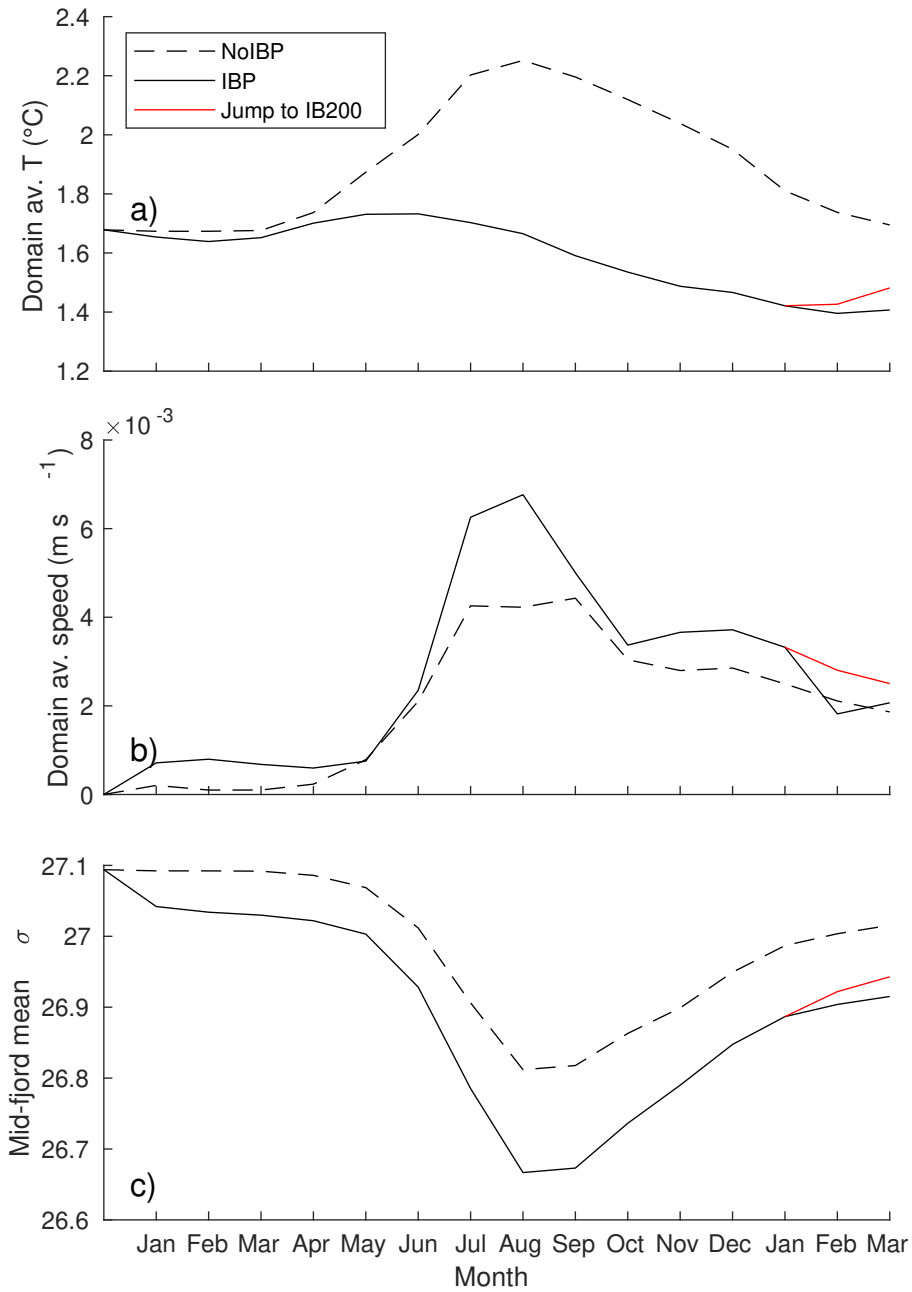 2.4
NoIBP
IBP
Jump to IB200
2.2
2
1.8
1.6
1.4
1.2
Domain av. T (°C)
a)
×10 -3
8
6
4
2
0
Domain av. speed (m s -1)
b)
27.1
27
26.9
26.8
26.7
26.6
Mid-fjord mean σ
c)
Jan Feb Mar Apr May Jun Jul Aug Sep Oct Nov Dec Jan Feb Mar
Month